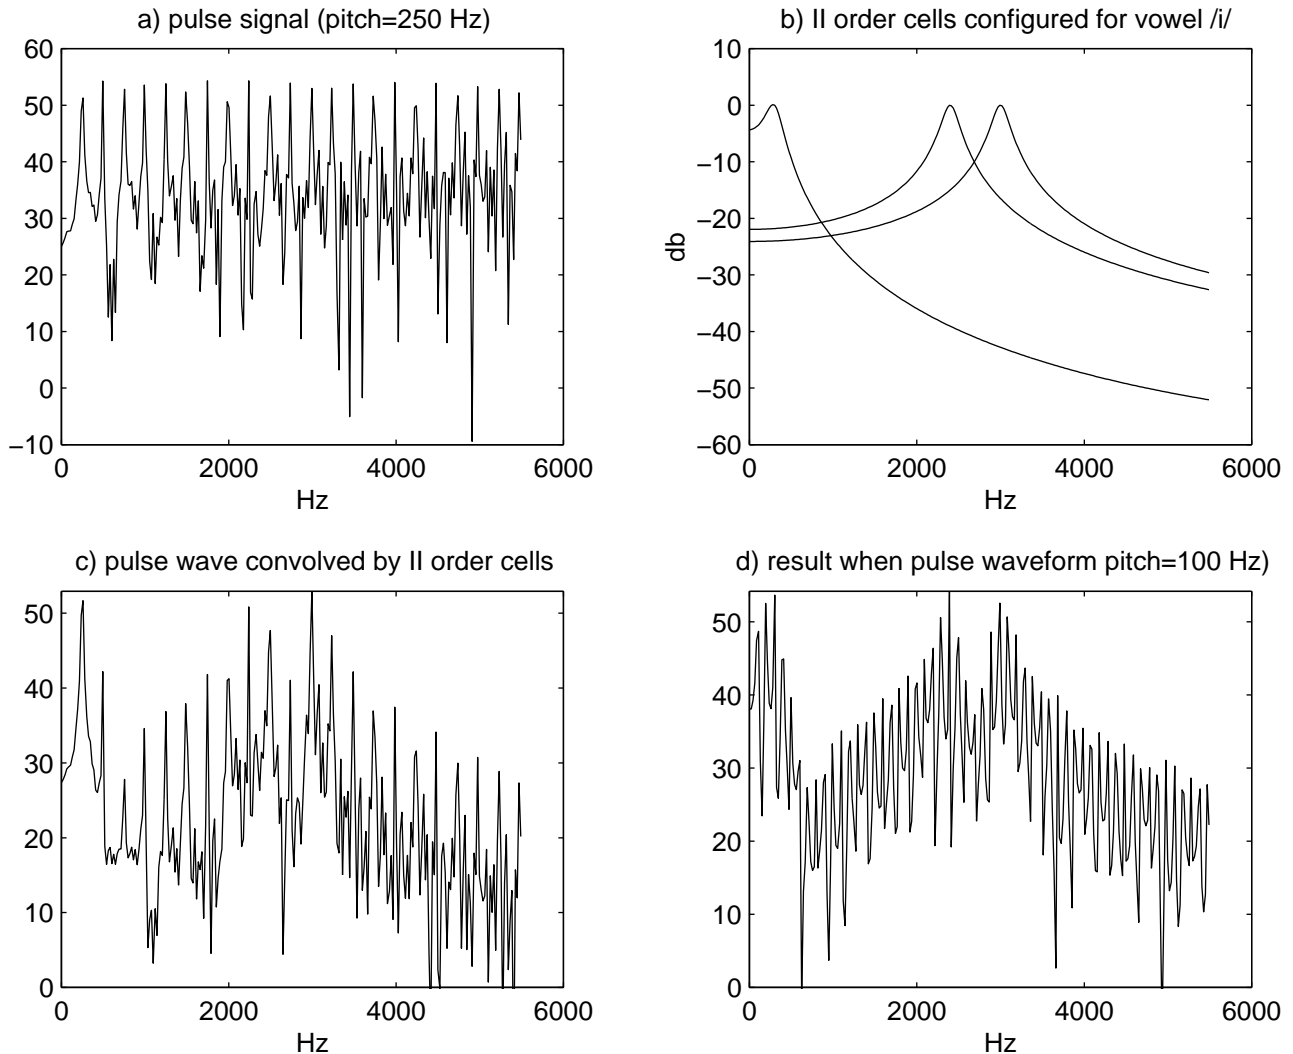 a) pulse signal (pitch=250 Hz)
60
50
40
30
20
10
0
−10
0 2000 4000 6000
Hz
b) II order cells configured for vowel /i/
10
0
−10
−20
−30
−40
−50
−60
db
0 2000 4000 6000
Hz
c) pulse wave convolved by II order cells
50
40
30
20
10
0
0 2000 4000 6000
Hz
d) result when pulse waveform pitch=100 Hz)
50
40
30
20
10
0
0 2000 4000 6000
Hz